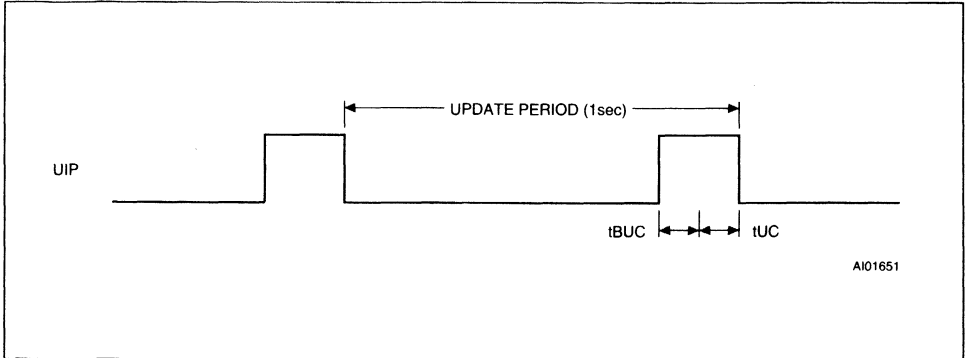 UPDATE PERIOD (1sec)
UIP
tBUC
tUC
AI01651